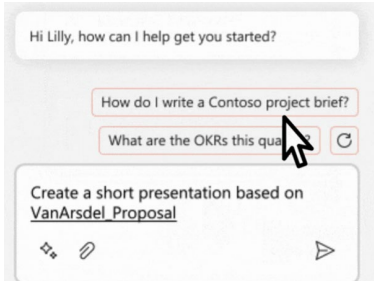 Hi Lilly, how can I help get you started?
How do I write a Contoso project brief?
What are the OKRs this
Create a short presentation based on
VanArsdel_Proposal